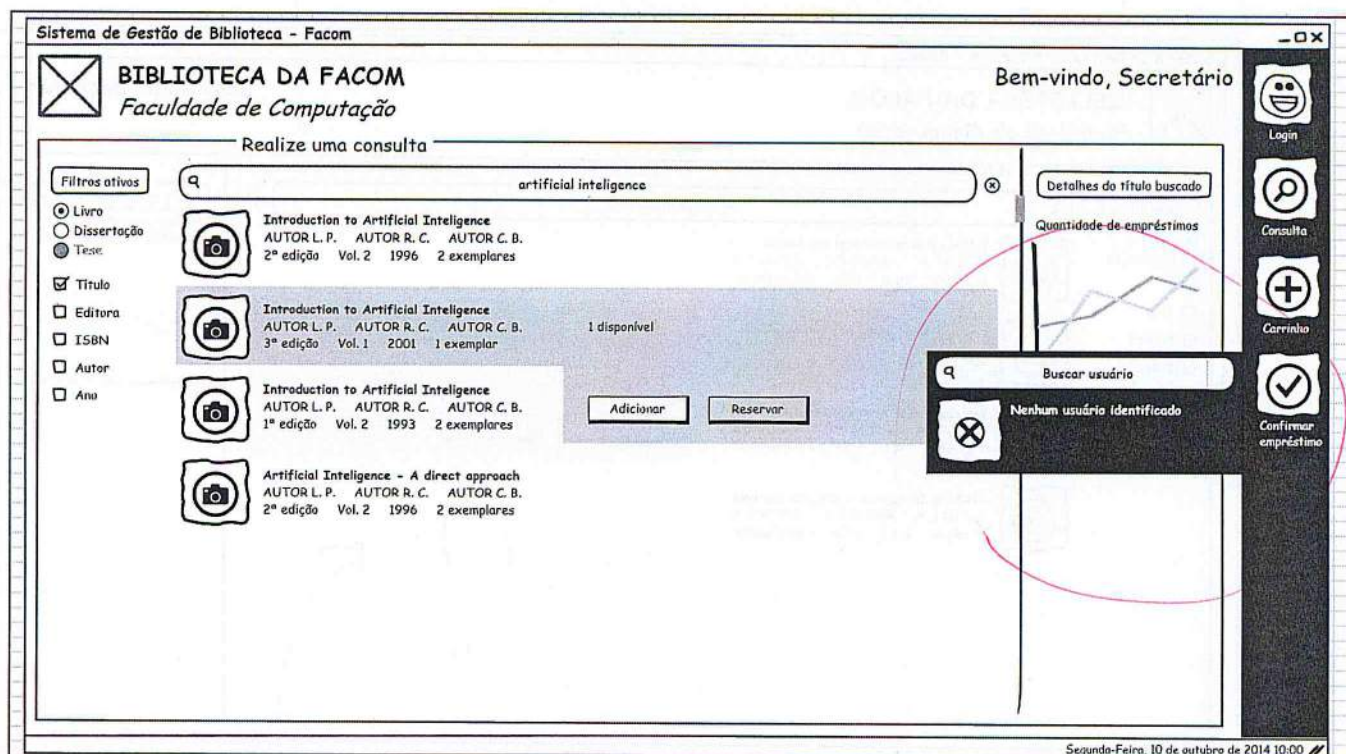 Sistema de Gestão de Biblioteca - Facom
BIBLIOTECA DA FACOM
Faculdade de Computação
Bem-vindo, Secretário
Login
Consulta
Carrinho
Confirmar
empréstimo
Realize uma consulta
Filtros ativos
Livro
Dissertação
Tese
Título
Editora
ISBN
Autor
Ano
artificial inteligence
Introduction to Artificial Inteligence
AUTOR L. P. AUTOR R. C. AUTOR C. B.
2ª edição Vol. 2 1996 2 exemplares
Introduction to Artificial Inteligence
AUTOR L. P. AUTOR R. C. AUTOR C. B.
3ª edição Vol. 1 2001 1 exemplar
1 disponível
Adicionar Reservar
Introduction to Artificial Inteligence
AUTOR L. P. AUTOR R. C. AUTOR C. B.
1ª edição Vol. 2 1993 2 exemplares
Artificial Inteligence - A direct approach
AUTOR L. P. AUTOR R. C. AUTOR C. B.
2ª edição Vol. 2 1996 2 exemplares
Detalhes do título buscado
Quantidade de empréstimos
Buscar usuário
Nenhum usuário identificado
Segunda-Feira, 10 de outubro de 2014 10:00